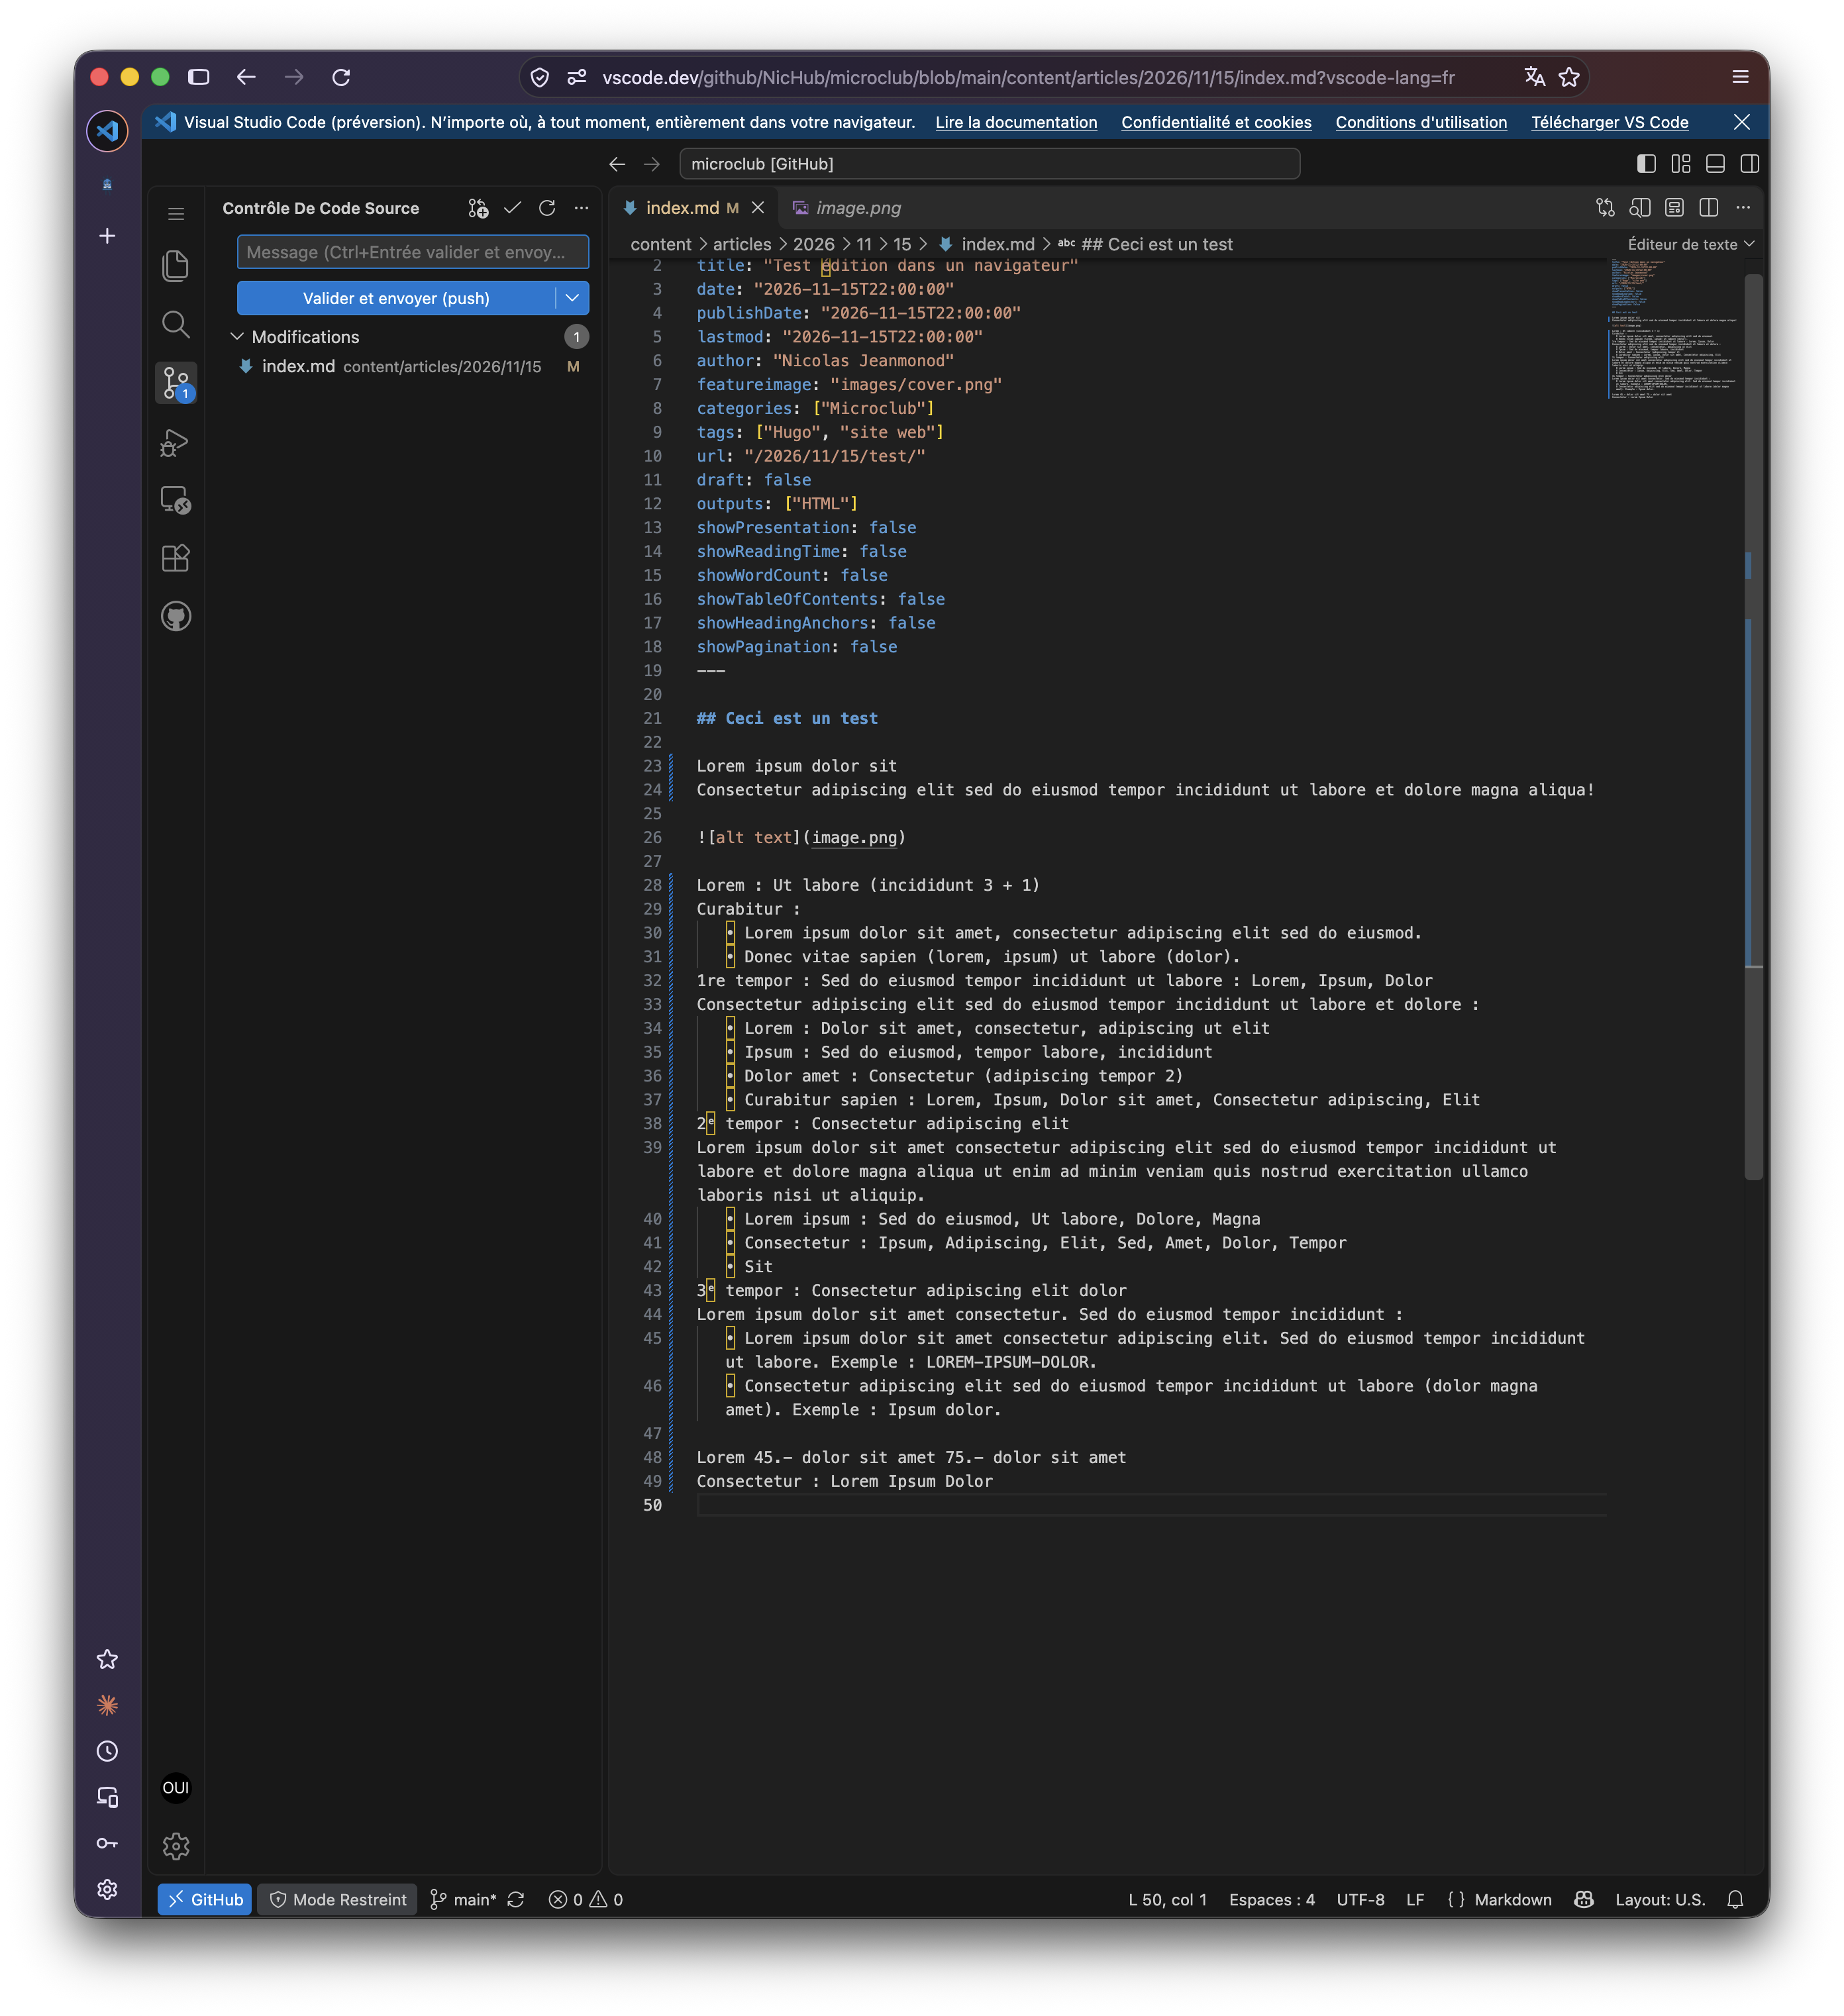 vscode.dev/github/NicHub/microclub/blob/main/content/articles/2026/11/15/index.md?vscode-lang=fr
Visual Studio Code (préversion). N’importe où, à tout moment, entièrement dans votre navigateur. Lire la documentation Confidentialité et cookies Conditions d'utilisation Télécharger VS Code
microclub [GitHub]
Contrôle De Code Source
Message (Ctrl+Entrée valider et envoy...
Valider et envoyer (push)
Modifications 1
index.md content/articles/2026/11/15 M
1
OUI
index.md M
image.png
content > articles > 2026 > 11 > 15 > index.md > abc ## Ceci est un test
Éditeur de texte
2 title: "Test édition dans un navigateur"
3 date: "2026-11-15T22:00:00"
4 publishDate: "2026-11-15T22:00:00"
5 lastmod: "2026-11-15T22:00:00"
6 author: "Nicolas Jeanmonod"
7 featureimage: "images/cover.png"
8 categories: ["Microclub"]
9 tags: ["Hugo", "site web"]
10 url: "/2026/11/15/test/"
11 draft: false
12 outputs: ["HTML"]
13 showPresentation: false
14 showReadingTime: false
15 showWordCount: false
16 showTableOfContents: false
17 showHeadingAnchors: false
18 showPagination: false
19 ---
20
21 ## Ceci est un test
22
23 Lorem ipsum dolor sit
24 Consectetur adipiscing elit sed do eiusmod tempor incididunt ut labore et dolore magna aliqua!
25
26 ![alt text](image.png)
27
28 Lorem : Ut labore (incididunt 3 + 1)
29 Curabitur :
30 • Lorem ipsum dolor sit amet, consectetur adipiscing elit sed do eiusmod.
31 • Donec vitae sapien (lorem, ipsum) ut labore (dolor).
32 1re tempor : Sed do eiusmod tempor incididunt ut labore : Lorem, Ipsum, Dolor
33 Consectetur adipiscing elit sed do eiusmod tempor incididunt ut labore et dolore :
34 • Lorem : Dolor sit amet, consectetur, adipiscing ut elit
35 • Ipsum : Sed do eiusmod, tempor labore, incididunt
36 • Dolor amet : Consectetur (adipiscing tempor 2)
37 • Curabitur sapien : Lorem, Ipsum, Dolor sit amet, Consectetur adipiscing, Elit
38 2ᵉ tempor : Consectetur adipiscing elit
39 Lorem ipsum dolor sit amet consectetur adipiscing elit sed do eiusmod tempor incididunt ut
labore et dolore magna aliqua ut enim ad minim veniam quis nostrud exercitation ullamco
laboris nisi ut aliquip.
40 • Lorem ipsum : Sed do eiusmod, Ut labore, Dolore, Magna
41 • Consectetur : Ipsum, Adipiscing, Elit, Sed, Amet, Dolor, Tempor
42 • Sit
43 3ᵉ tempor : Consectetur adipiscing elit dolor
44 Lorem ipsum dolor sit amet consectetur. Sed do eiusmod tempor incididunt :
45 • Lorem ipsum dolor sit amet consectetur adipiscing elit. Sed do eiusmod tempor incididunt
ut labore. Exemple : LOREM-IPSUM-DOLOR.
46 • Consectetur adipiscing elit sed do eiusmod tempor incididunt ut labore (dolor magna
amet). Exemple : Ipsum dolor.
47
48 Lorem 45.- dolor sit amet 75.- dolor sit amet
49 Consectetur : Lorem Ipsum Dolor
50
GitHub Mode Restreint main* 0 0 L 50, col 1 Espaces : 4 UTF-8 LF { } Markdown Layout: U.S.